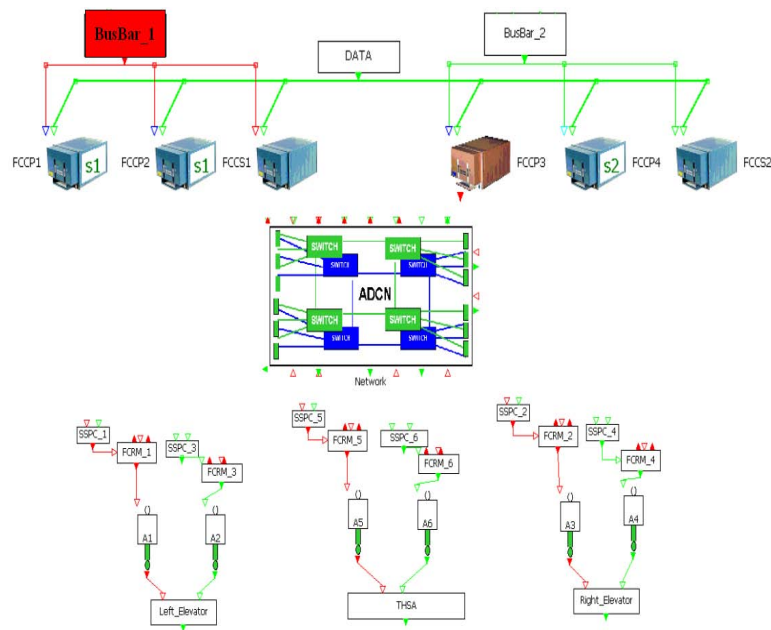 BusBar_1
DATA
BusBar_2
FCCP1
s1
FCCP2
s1
FCCS1
FCCP3
s2
FCCP4
FCCS2
SWITCH
SWITCH
SWITCH
SWITCH
ADCN
SWITCH
SWITCH
SWITCH
SWITCH
Network
SSPC_1
FCRM_1
SSPC_3
FCRM_3
SSPC_5
FCRM_5
SSPC_6
FCRM_6
SSPC_2
FCRM_2
SSPC_4
FCRM_4
()
A1
()
A2
()
A5
()
A6
()
A3
()
A4
Left_Elevator
THSA
Right_Elevator